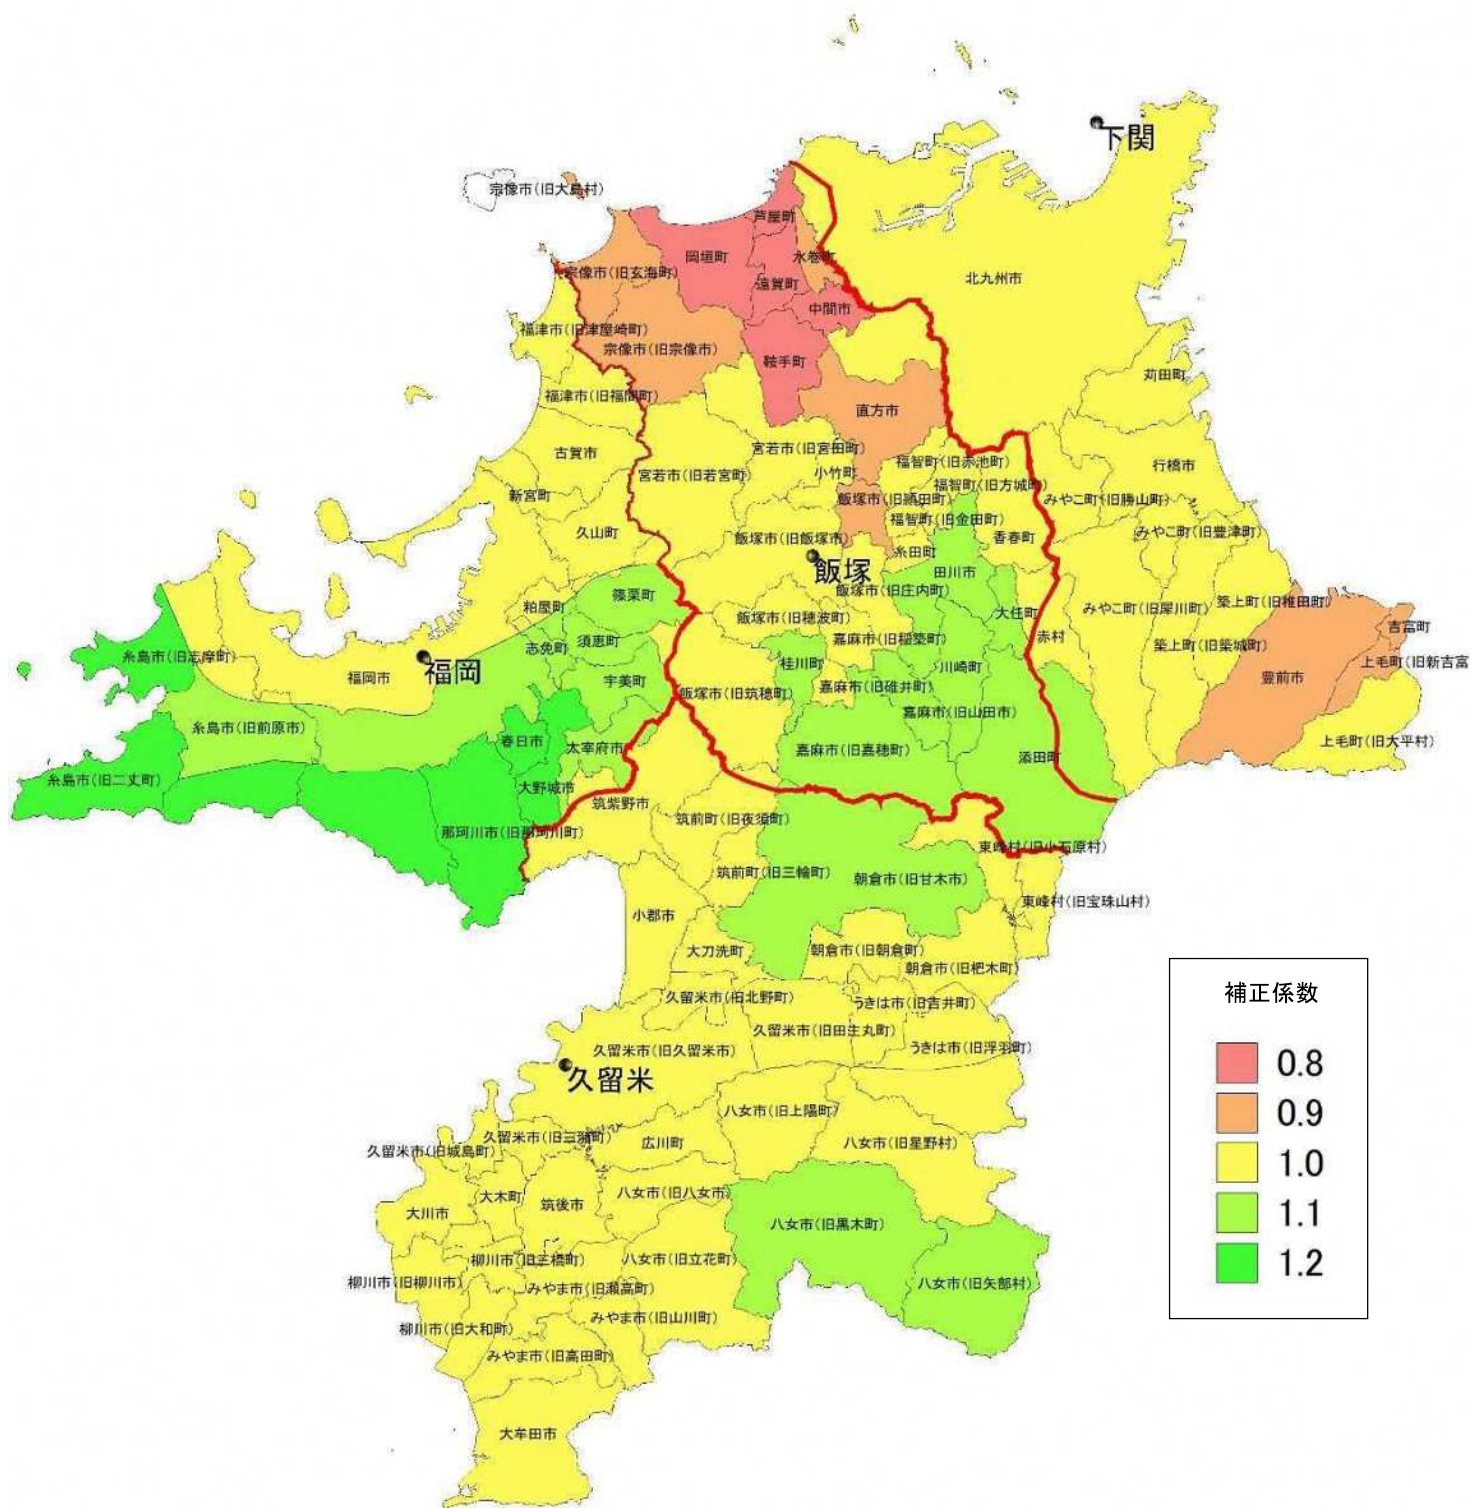 下関
宗像市(旧大島村)
芦屋町
岡垣町
水巻町
宗像市(旧玄海町)
遠賀町
北九州市
中間市
福津市(旧津屋崎町)
宗像市(旧宗像市)
鞍手町
苅田町
福津市(旧福間町)
直方市
古賀市
宮若市(旧宮田町)
宮若市(旧若宮町)
小竹町
福智町(旧赤池町)
行橋市
福智町(旧方城町)
新宮町
飯塚市(旧頴田町)
みやこ町(旧勝山町)
福智町(旧金田町)
久山町
飯塚市(旧飯塚市)
香春町
みやこ町(旧豊津町)
糸田町
飯塚
田川市
篠栗町
飯塚市(旧庄内町)
粕屋町
飯塚市(旧穂波町)
大任町
みやこ町(旧犀川町)
築上町(旧椎田町)
吉富町
須恵町
志免町
嘉麻市(旧稲築町)
赤村
築上町(旧築城町)
糸島市(旧志摩町)
福岡
福岡市
桂川町
川崎町
上毛町(旧新吉富
宇美町
飯塚市(旧筑穂町)
嘉麻市(旧碓井町)
豊前市
糸島市(旧前原市)
嘉麻市(旧山田市)
春日市
太宰府市
嘉麻市(旧嘉穂町)
添田町
上毛町(旧大平村)
糸島市(旧二丈町)
大野城市
筑紫野市
筑前町(旧夜須町)
那珂川市(旧那珂川町)
東峰村(旧小石原村)
筑前町(旧三輪町)
朝倉市(旧甘木市)
東峰村(旧宝珠山村)
小郡市
大刀洗町
朝倉市(旧朝倉町)
朝倉市(旧杷木町)
久留米市(旧北野町)
うきは市(旧吉井町)
久留米市(旧田主丸町)
久留米市(旧久留米市)
うきは市(旧浮羽町)
久留米
八女市(旧上陽町)
久留米市(旧三潴町)
広川町
八女市(旧星野村)
久留米市(旧城島町)
大木町
筑後市
八女市(旧八女市)
大川市
八女市(旧黒木町)
柳川市(旧三橋町)
八女市(旧立花町)
柳川市(旧柳川市)
みやま市(旧瀬高町)
八女市(旧矢部村)
みやま市(旧山川町)
柳川市(旧大和町)
みやま市(旧高田町)
大牟田市
補正係数
0.8
0.9
1.0
1.1
1.2